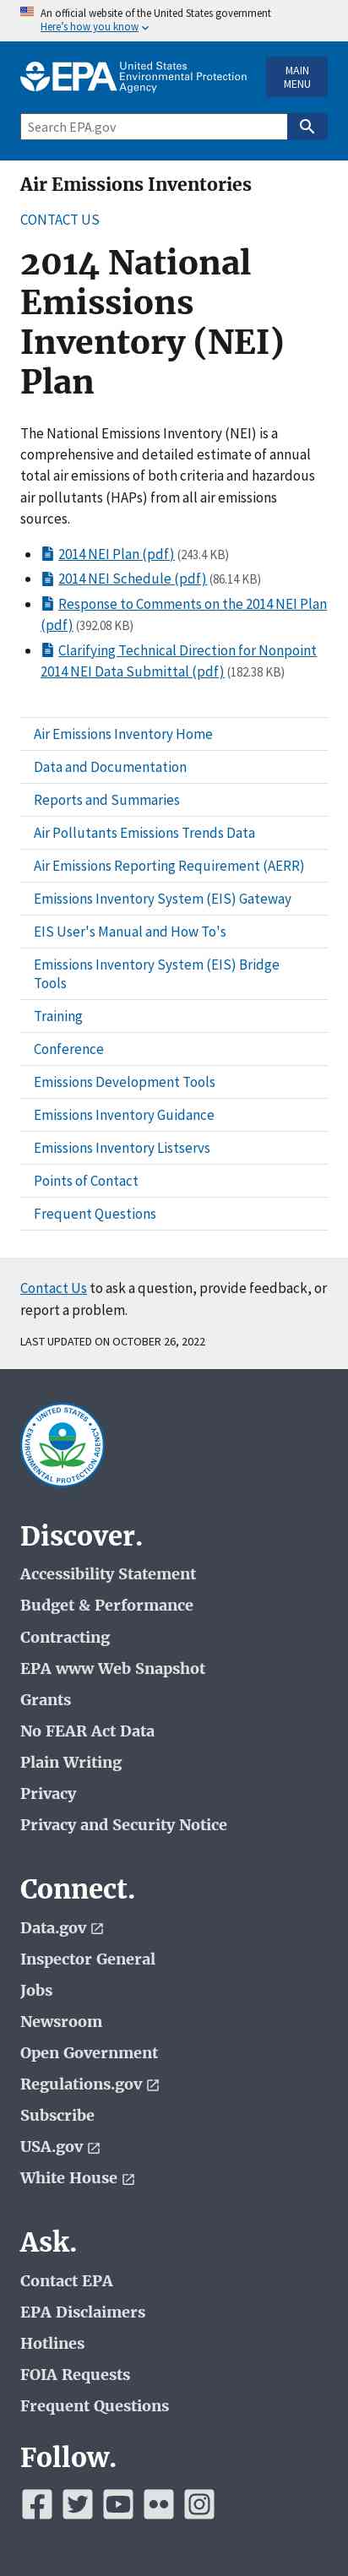 An official website of the United States government
Here's how you know
EPA United States
Environmental Protection
Agency
MAIN
MENU
Search EPA.gov
Air Emissions Inventories
CONTACT US
2014 National
Emissions
Inventory (NEI)
Plan
The National Emissions Inventory (NEI) is a
comprehensive and detailed estimate of annual
total air emissions of both criteria and hazardous
air pollutants (HAPs) from all air emissions
sources.
2014 NEI Plan (pdf) (243.4 KB)
2014 NEI Schedule (pdf) (86.14 KB)
Response to Comments on the 2014 NEI Plan
(pdf) (392.08 KB)
Clarifying Technical Direction for Nonpoint
2014 NEI Data Submittal (pdf) (182.38 KB)
Air Emissions Inventory Home
Data and Documentation
Reports and Summaries
Air Pollutants Emissions Trends Data
Air Emissions Reporting Requirement (AERR)
Emissions Inventory System (EIS) Gateway
EIS User's Manual and How To's
Emissions Inventory System (EIS) Bridge
Tools
Training
Conference
Emissions Development Tools
Emissions Inventory Guidance
Emissions Inventory Listservs
Points of Contact
Frequent Questions
Contact Us to ask a question, provide feedback, or
report a problem.
LAST UPDATED ON OCTOBER 26, 2022
UNITED STATES
ENVIRONMENTAL PROTECTION AGENCY
Discover.
Accessibility Statement
Budget & Performance
Contracting
EPA www Web Snapshot
Grants
No FEAR Act Data
Plain Writing
Privacy
Privacy and Security Notice
Connect.
Data.gov
Inspector General
Jobs
Newsroom
Open Government
Regulations.gov
Subscribe
USA.gov
White House
Ask.
Contact EPA
EPA Disclaimers
Hotlines
FOIA Requests
Frequent Questions
Follow.